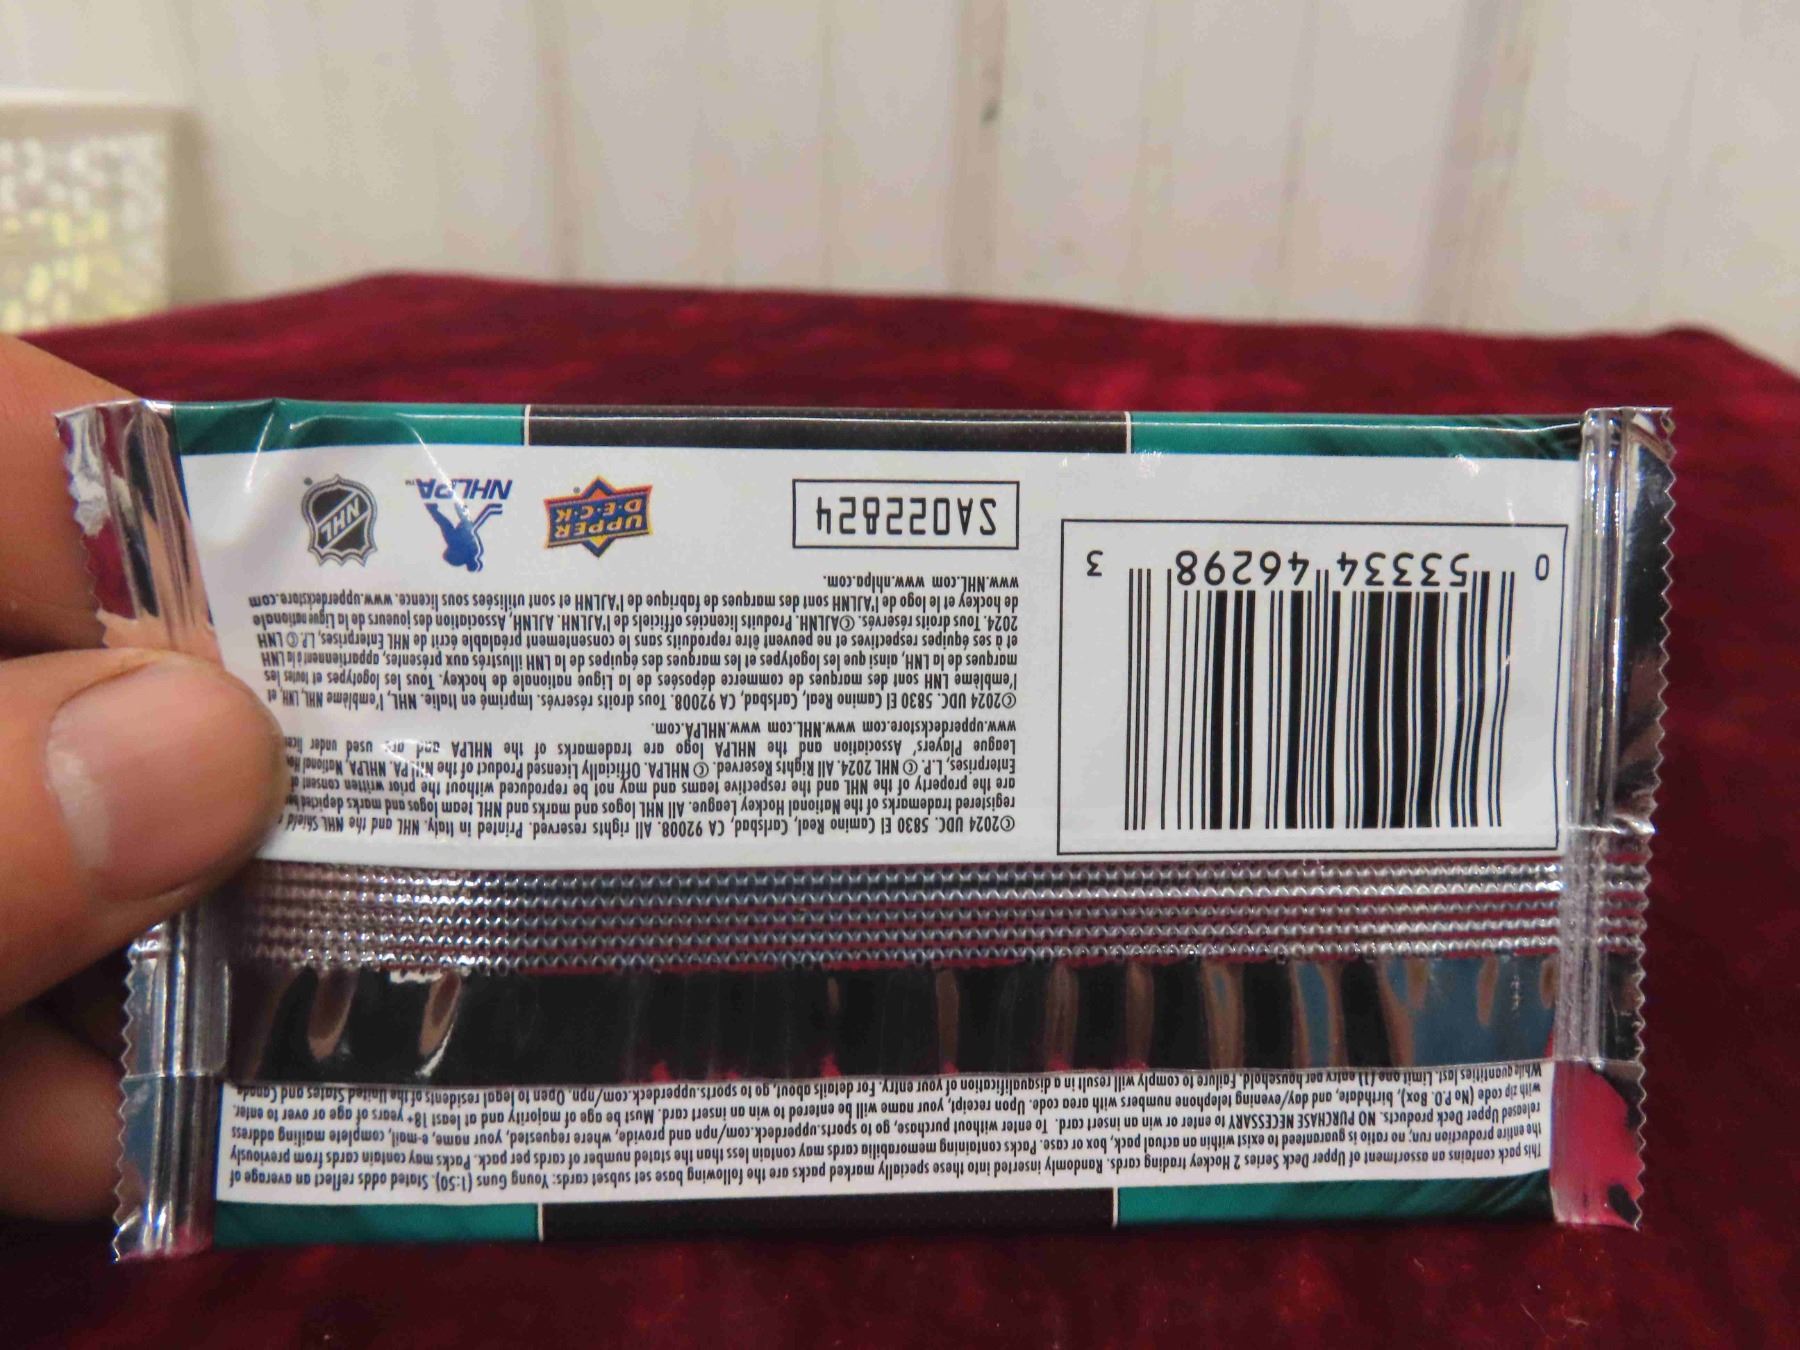 This pack contains an assortment of Upper Deck Series 2 Hockey trading cards. Randomly inserted into these specially marked packs are the following base set subset cards: Young Guns (1:50). Stated odds reflect an average of
the entire production run; no ratio is guaranteed to exist within an actual pack, box or case. Packs containing memorabilia cards may contain less than the stated number of cards per pack. Packs may contain cards from previously
released Upper Deck products. NO PURCHASE NECESSARY to enter or win an insert card. To enter without purchase, go to sports.upperdeck.com/npn and provide, where requested, your name, e-mail, complete mailing address
with zip code (No P.O. Box), birthdate, and day/evening telephone numbers with area code. Upon receipt, your name will be entered to win an insert card. Must be age of majority and at least 18+ years of age or over to enter.
While quantities last. Limit one (1) entry per household. Failure to comply will result in a disqualification of your entry. For details about, go to sports.upperdeck.com/npn. Open to legal residents of the United States and Canada
©2024 UDC. 5830 El Camino Real, Carlsbad, CA 92008. All rights reserved. Printed in Italy. NHL and the NHL Shield
registered trademarks of the National Hockey League. All NHL logos and marks and NHL team logos and marks depicted
are the property of the NHL and the respective teams and may not be reproduced without the prior written consent
Enterprises, L.P. © NHL 2024. All Rights Reserved. © NHLPA. Officially Licensed Product of the NHLPA. NHLPA, National
League Players' Association and the NHLPA logo are trademarks of the NHLPA and are used under
www.upperdeckstore.com www.NHL.com www.NHLPA.com.
©2024 UDC. 5830 El Camino Real, Carlsbad, CA 92008. Tous droits réservés. Imprimé en Italie. NHL, l'emblème NHL, LNH, et
l'emblème LNH sont des marques de commerce déposées de la Ligue nationale de hockey. Tous les logotypes et toutes les
marques de la LNH, ainsi que les logotypes et les marques des équipes de la LNH illustrés aux présentes, appartiennent à la LNH
et à ses équipes respectives et ne peuvent être reproduits sans le consentement préalable écrit de NHL Enterprises, L.P. © LNH
2024. Tous droits réservés. ©AJLNH. Produits licenciés officiels de l'AJLNH. AJLNH, Association des joueurs de la Ligue nationale
de hockey et le logo de l'AJLNH sont des marques de fabrique de l'AJLNH et sont utilisées sous licence. www.upperdeckstore.com
www.NHL.com www.nhlpa.com.
0 53334 46298 3
SA022824
UPPER
D·E·C·K
NHLPA™
NHL